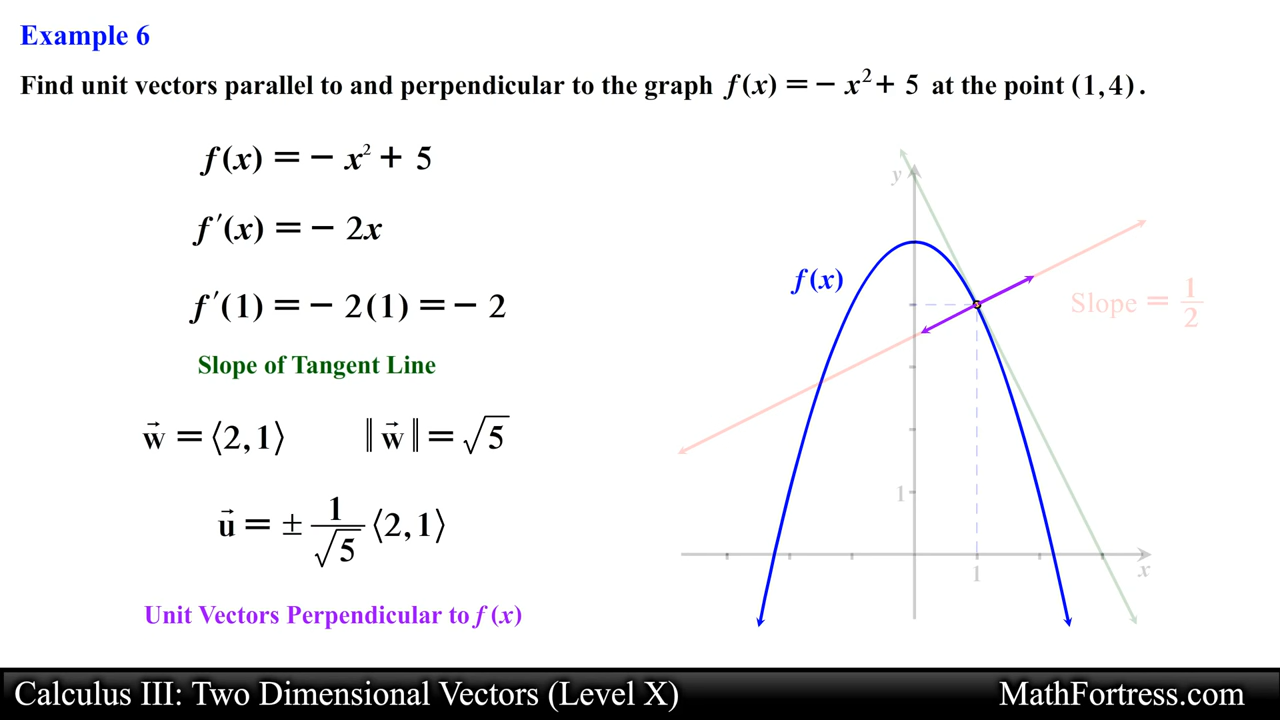 Example 6
Find unit vectors parallel to and perpendicular to the graph f(x) = − x² + 5 at the point (1,4).
f(x) = − x² + 5
f′(x) = − 2x
f′(1) = − 2(1) = − 2
Slope of Tangent Line
w⃗ = ⟨2,1⟩ ‖w⃗‖ = √5
u⃗ = ± 1/√5 ⟨2,1⟩
Unit Vectors Perpendicular to f(x)
y
f(x)
Slope = 1/2
1
1
x
Calculus III: Two Dimensional Vectors (Level X)
MathFortress.com